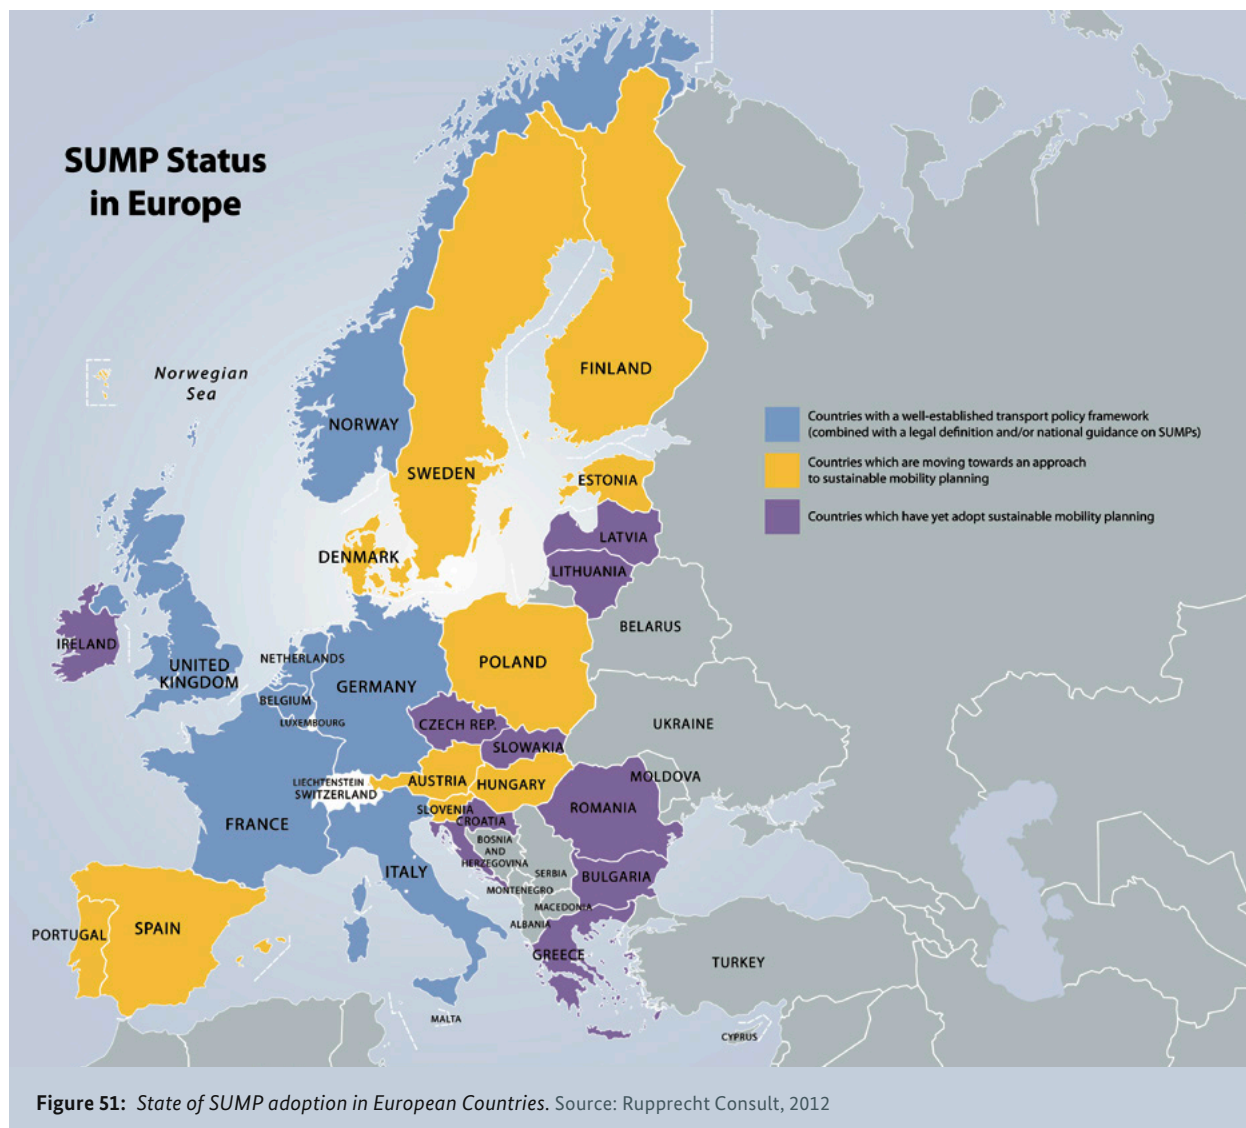 SUMP Status
in Europe
Norwegian
Sea
NORWAY
SWEDEN
FINLAND
ESTONIA
LATVIA
LITHUANIA
DENMARK
BELARUS
IRELAND
UNITED
KINGDOM
NETHERLANDS
BELGIUM
LUXEMBOURG
GERMANY
POLAND
CZECH REP.
SLOWAKIA
UKRAINE
MOLDOVA
LIECHTENSTEIN
SWITZERLAND
AUSTRIA
HUNGARY
SLOVENIA
CROATIA
ROMANIA
FRANCE
BOSNIA
AND
HERZEGOVINA
ITALY
SERBIA
BULGARIA
MONTENEGRO
MACEDONIA
ALBANIA
PORTUGAL
SPAIN
GREECE
TURKEY
MALTA
CYPRUS
Countries with a well-established transport policy framework
(combined with a legal definition and/or national guidance on SUMPs)
Countries which are moving towards an approach
to sustainable mobility planning
Countries which have yet adopt sustainable mobility planning
Figure 51: State of SUMP adoption in European Countries. Source: Rupprecht Consult, 2012